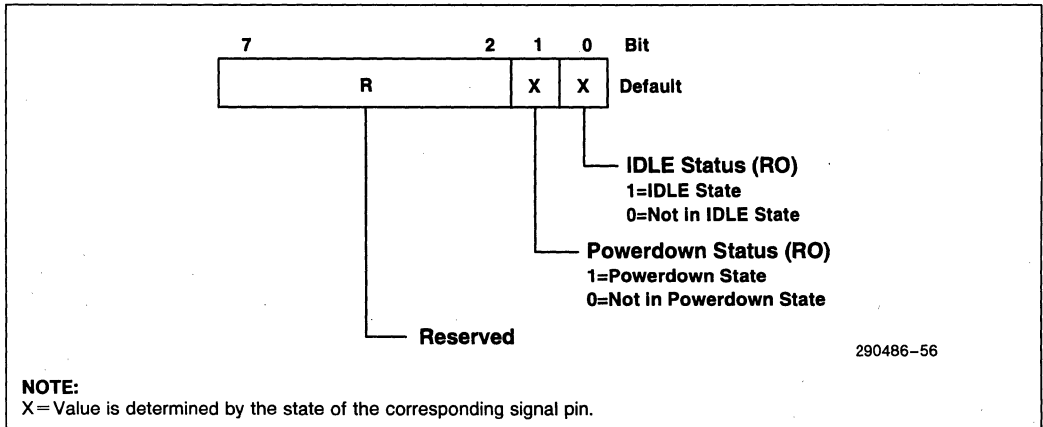 7 2 1 0 Bit
R X X Default
IDLE Status (RO)
1=IDLE State
0=Not in IDLE State
Powerdown Status (RO)
1=Powerdown State
0=Not in Powerdown State
Reserved
290486–56
NOTE:
X=Value is determined by the state of the corresponding signal pin.